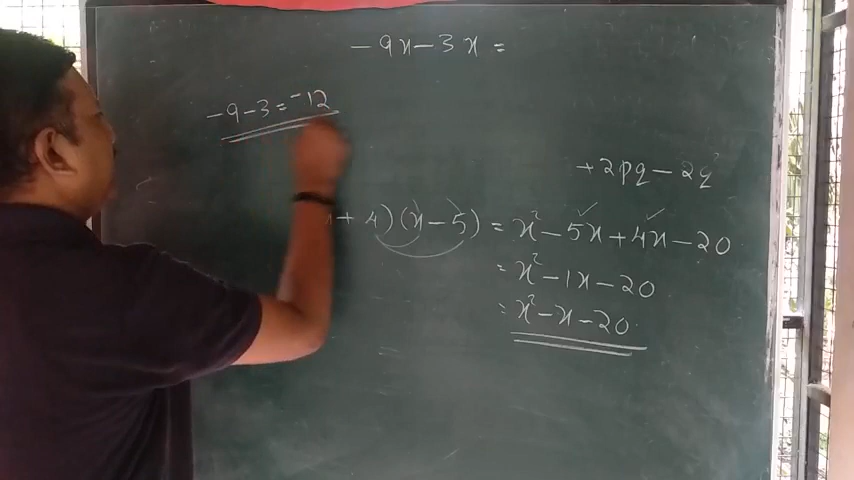 -9x-3x=
-9-3=-12
+2pq-2q²
+4)(x-5) = x²-5x+4x-20
= x²-1x-20
= x²-x-20